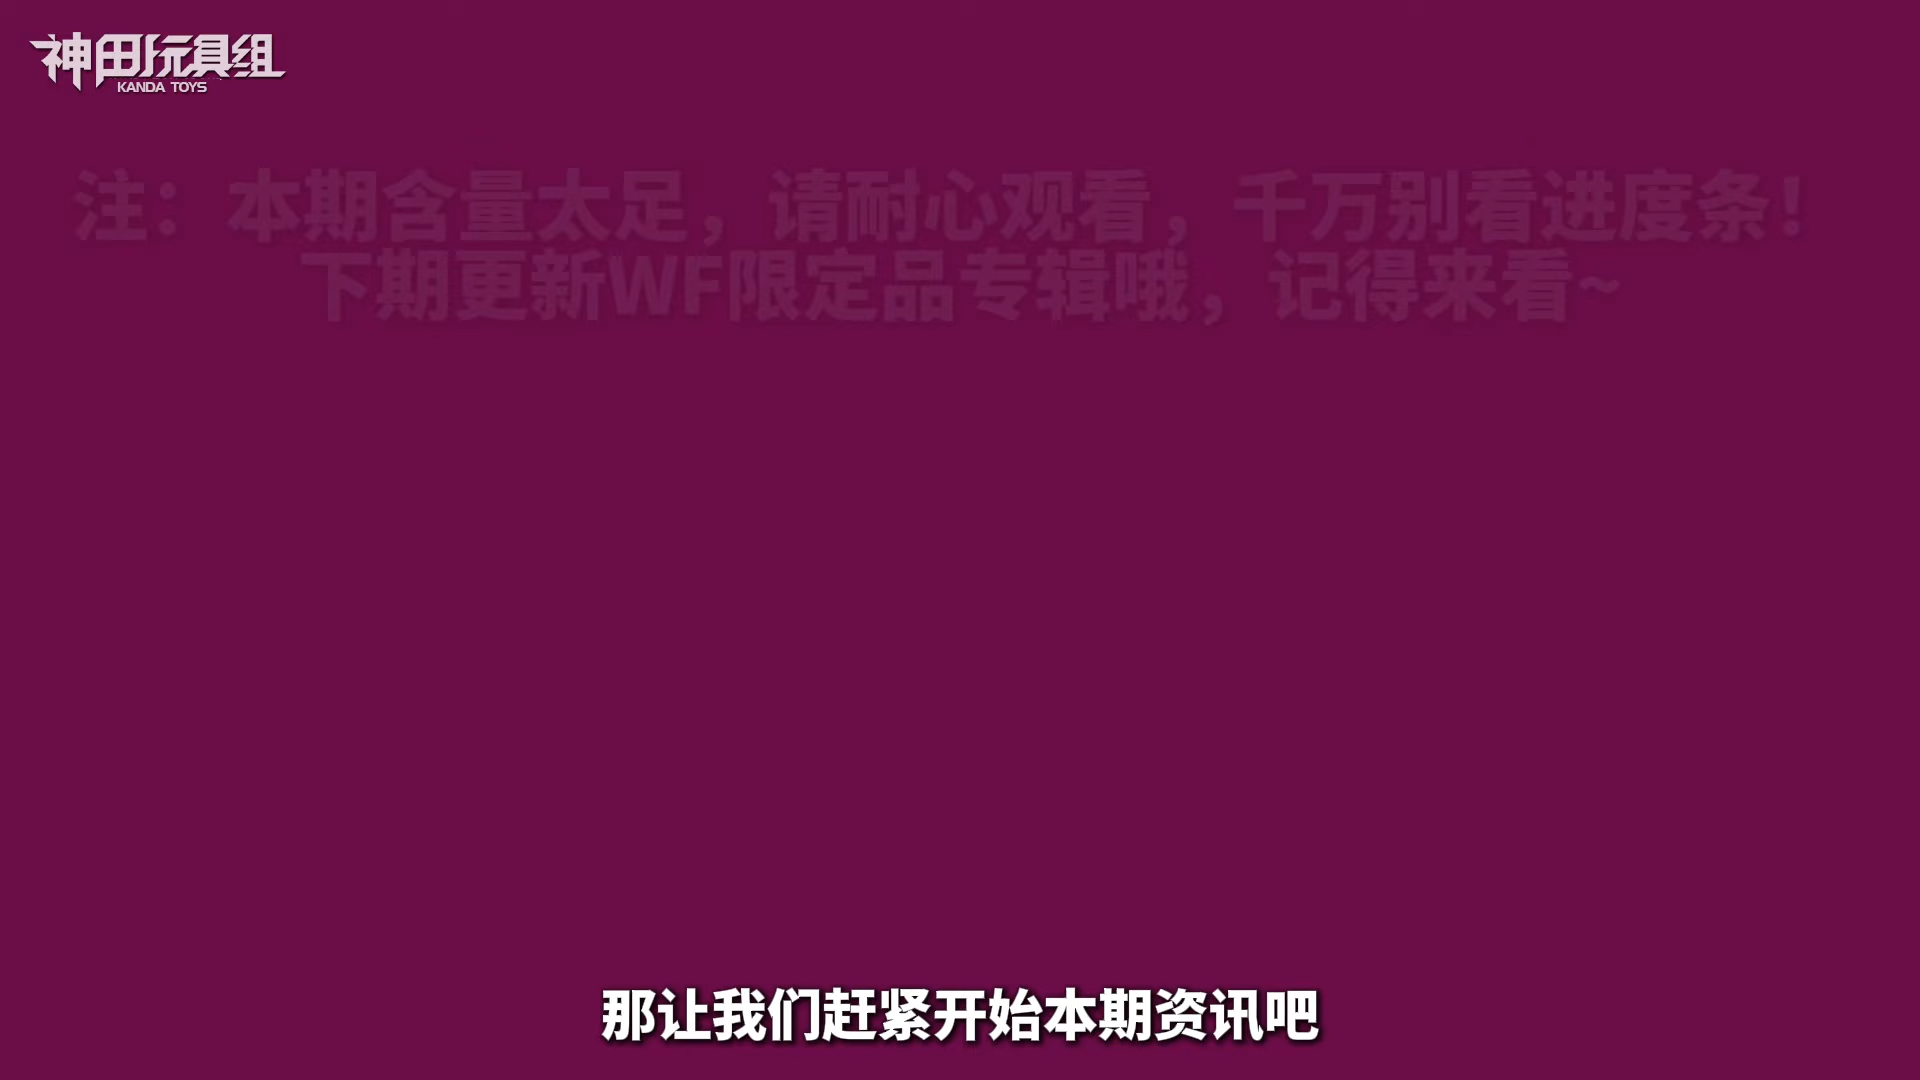 神田玩具组
KANDA TOYS
注：本期含量太足，请耐心观看，千万别看进度条！
下期更新WF限定品专辑哦，记得来看~
那让我们赶紧开始本期资讯吧